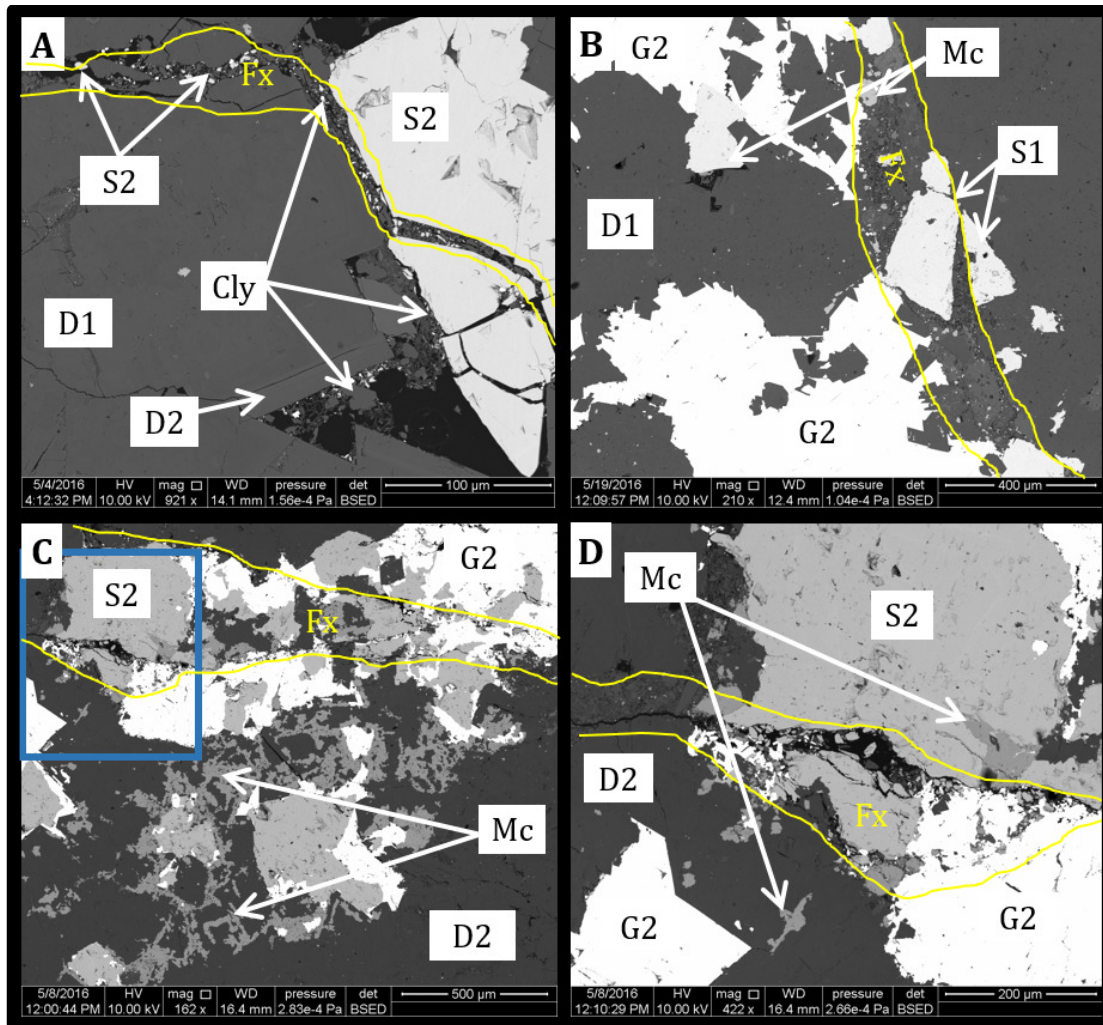 A
Fx
S2
S2
Cly
D1
D2
5/4/2016 HV mag □ WD pressure det
4:12:32 PM 10.00 kV 921 x 14.1 mm 1.56e-4 Pa BSED
100 µm
B
G2
Mc
S1
Fx
D1
G2
5/19/2016 HV mag □ WD pressure det
12:09:57 PM 10.00 kV 210 x 12.4 mm 1.04e-4 Pa BSED
400 µm
C
G2
S2
Fx
Mc
D2
5/8/2016 HV mag □ WD pressure det
12:00:44 PM 10.00 kV 162 x 16.4 mm 2.83e-4 Pa BSED
500 µm
D
Mc
S2
D2
Fx
G2
G2
5/8/2016 HV mag □ WD pressure det
12:10:29 PM 10.00 kV 422 x 16.4 mm 2.66e-4 Pa BSED
200 µm